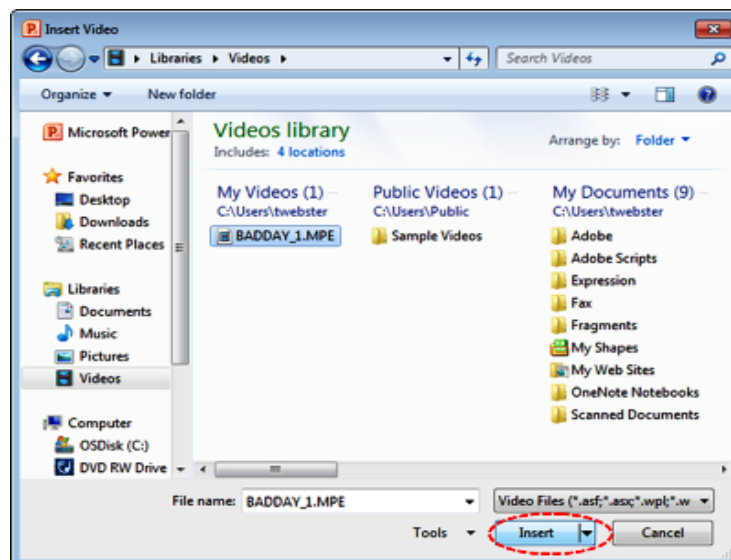 Insert Video
Libraries Videos
Search Videos
Organize New folder
Microsoft Power
Favorites
Desktop
Downloads
Recent Places
Libraries
Documents
Music
Pictures
Videos
Computer
OSDisk (C:)
DVD RW Drive
Videos library
Includes: 4 locations
Arrange by: Folder
My Videos (1)
C:\Users\twebster
BADDAY_1.MPE
Public Videos (1)
C:\Users\Public
Sample Videos
My Documents (9)
C:\Users\twebster
Adobe
Adobe Scripts
Expression
Fax
Fragments
My Shapes
My Web Sites
OneNote Notebooks
Scanned Documents
File name: BADDAY_1.MPE
Video Files (*.asf;*.asx;*.wpl;*.w
Tools Insert Cancel